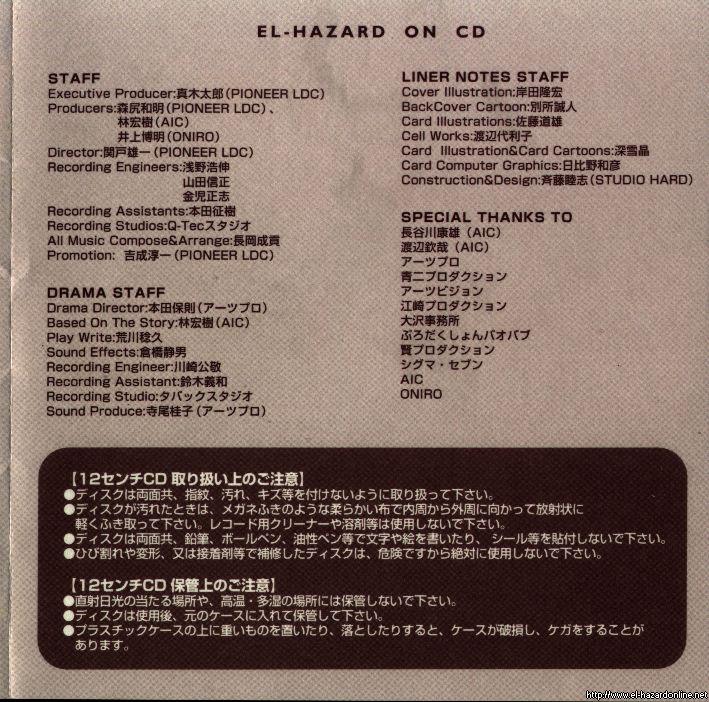 EL-HAZARD ON CD
STAFF
Executive Producer:真木太郎(PIONEER LDC)
Producers:森尻和明(PIONEER LDC)、
林宏樹(AIC)
井上博明(ONIRO)
Director:関戸雄一(PIONEER LDC)
Recording Engineers:浅野浩伸
山田信正
金児正志
Recording Assistants:本田征樹
Recording Studios:Q-Tecスタジオ
All Music Compose&Arrange:長岡成貢
Promotion: 吉成淳一(PIONEER LDC)
DRAMA STAFF
Drama Director:本田保則(アーツプロ)
Based On The Story:林宏樹(AIC)
Play Write:荒川稔久
Sound Effects:倉橋静男
Recording Engineer:川崎公敬
Recording Assistant:鈴木義和
Recording Studio:タバックスタジオ
Sound Produce:寺尾桂子(アーツプロ)
LINER NOTES STAFF
Cover Illustration:岸田隆宏
BackCover Cartoon:別所誠人
Card Illustrations:佐藤道雄
Cell Works:渡辺代利子
Card Illustration&Card Cartoons:深雪晶
Card Computer Graphics:日比野和彦
Construction&Design:斉藤睦志(STUDIO HARD)
SPECIAL THANKS TO
長谷川康雄(AIC)
渡辺欽哉(AIC)
アーツプロ
青二プロダクション
アーツビジョン
江崎プロダクション
大沢事務所
ぷろだくしょんバオバブ
賢プロダクション
シグマ・セブン
AIC
ONIRO
【12センチCD 取り扱い上のご注意】
●ディスクは両面共、指紋、汚れ、キズ等を付けないように取り扱って下さい。
●ディスクが汚れたときは、メガネふきのような柔らかい布で内周から外周に向かって放射状に
軽くふき取って下さい。レコード用クリーナーや溶剤等は使用しないで下さい。
●ディスクは両面共、鉛筆、ボールペン、油性ペン等で文字や絵を書いたり、シール等を貼付しないで下さい。
●ひび割れや変形、又は接着剤等で補修したディスクは、危険ですから絶対に使用しないで下さい。
【12センチCD 保管上のご注意】
●直射日光の当たる場所や、高温・多湿の場所には保管しないで下さい。
●ディスクは使用後、元のケースに入れて保管して下さい。
●プラスチックケースの上に重いものを置いたり、落としたりすると、ケースが破損し、ケガをすることが
あります。
http://www.el-hazardonline.net